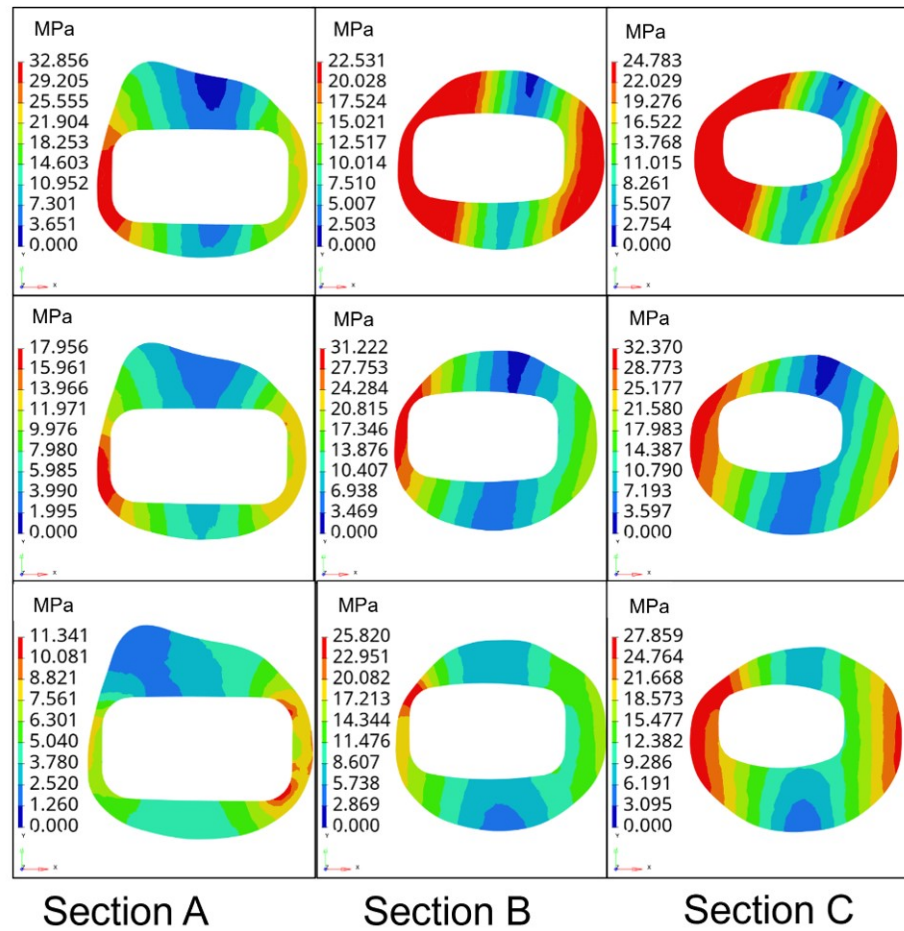 MPa
32.856
29.205
25.555
21.904
18.253
14.603
10.952
7.301
3.651
0.000
Y
Z
X
MPa
22.531
20.028
17.524
15.021
12.517
10.014
7.510
5.007
2.503
0.000
Y
Z
X
MPa
24.783
22.029
19.276
16.522
13.768
11.015
8.261
5.507
2.754
0.000
Y
Z
X
MPa
17.956
15.961
13.966
11.971
9.976
7.980
5.985
3.990
1.995
0.000
Y
Z
X
MPa
31.222
27.753
24.284
20.815
17.346
13.876
10.407
6.938
3.469
0.000
Y
Z
X
MPa
32.370
28.773
25.177
21.580
17.983
14.387
10.790
7.193
3.597
0.000
Y
Z
X
MPa
11.341
10.081
8.821
7.561
6.301
5.040
3.780
2.520
1.260
0.000
Y
Z
X
MPa
25.820
22.951
20.082
17.213
14.344
11.476
8.607
5.738
2.869
0.000
Y
Z
X
MPa
27.859
24.764
21.668
18.573
15.477
12.382
9.286
6.191
3.095
0.000
Y
Z
X
Section A
Section B
Section C